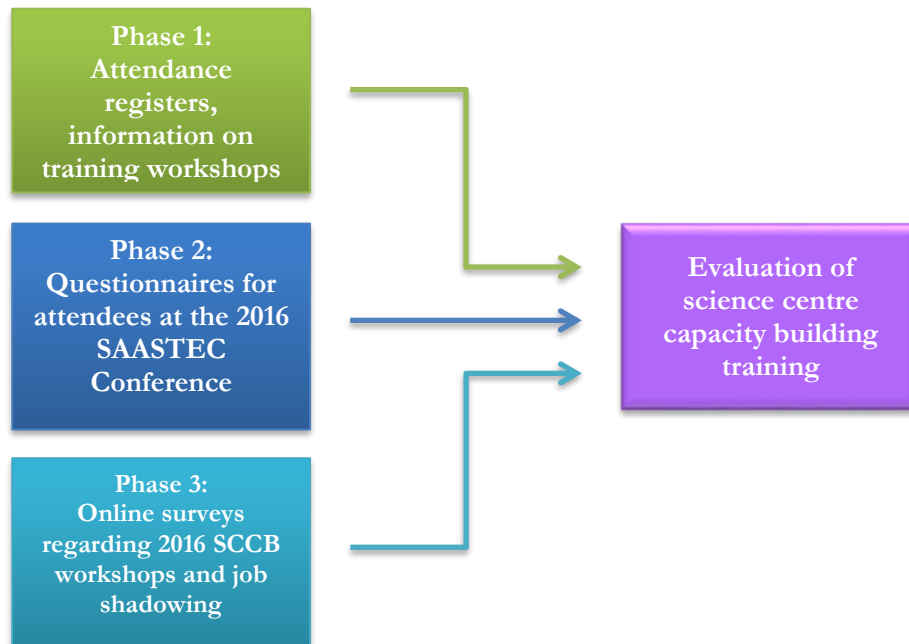 Phase 1:
Attendance
registers,
information on
training workshops
Phase 2:
Questionnaires for
attendees at the 2016
SAASTEC
Conference
Phase 3:
Online surveys
regarding 2016 SCCB
workshops and job
shadowing
Evaluation of
science centre
capacity building
training